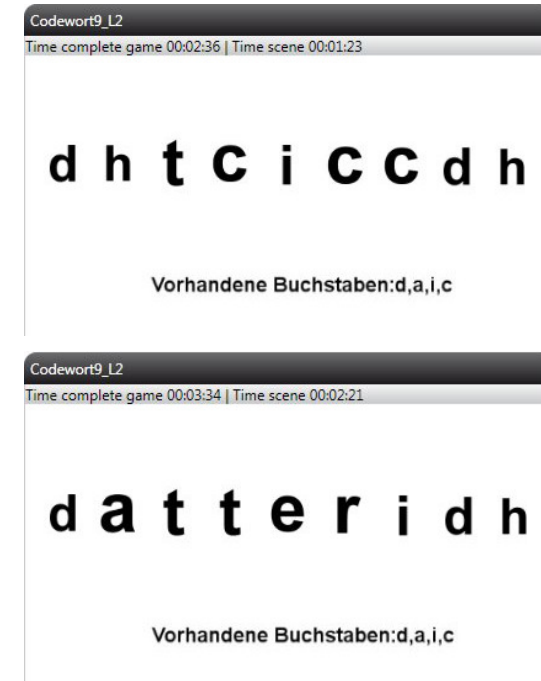 Codewort9_L2
Time complete game 00:02:36 | Time scene 00:01:23
d h t c i c c d h
Vorhandene Buchstaben:d,a,i,c
Codewort9_L2
Time complete game 00:03:34 | Time scene 00:02:21
d a t t e r i d h
Vorhandene Buchstaben:d,a,i,c